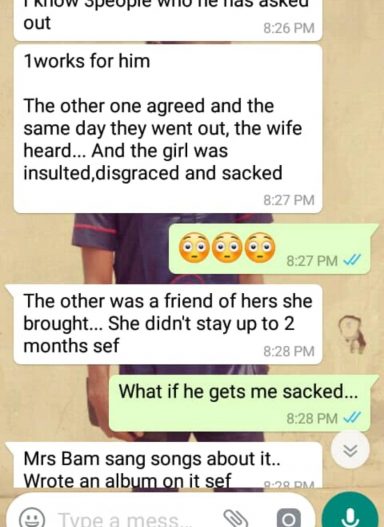 I know 3people who he has asked
out
8:26 PM
1works for him
The other one agreed and the
same day they went out, the wife
heard... And the girl was
insulted,disgraced and sacked
8:27 PM
😳😳😳
8:27 PM
The other was a friend of hers she
brought... She didn't stay up to 2
months sef
8:28 PM
What if he gets me sacked...
8:28 PM
Mrs Bam sang songs about it..
Wrote an album on it sef
8:28 PM
Type a mess...